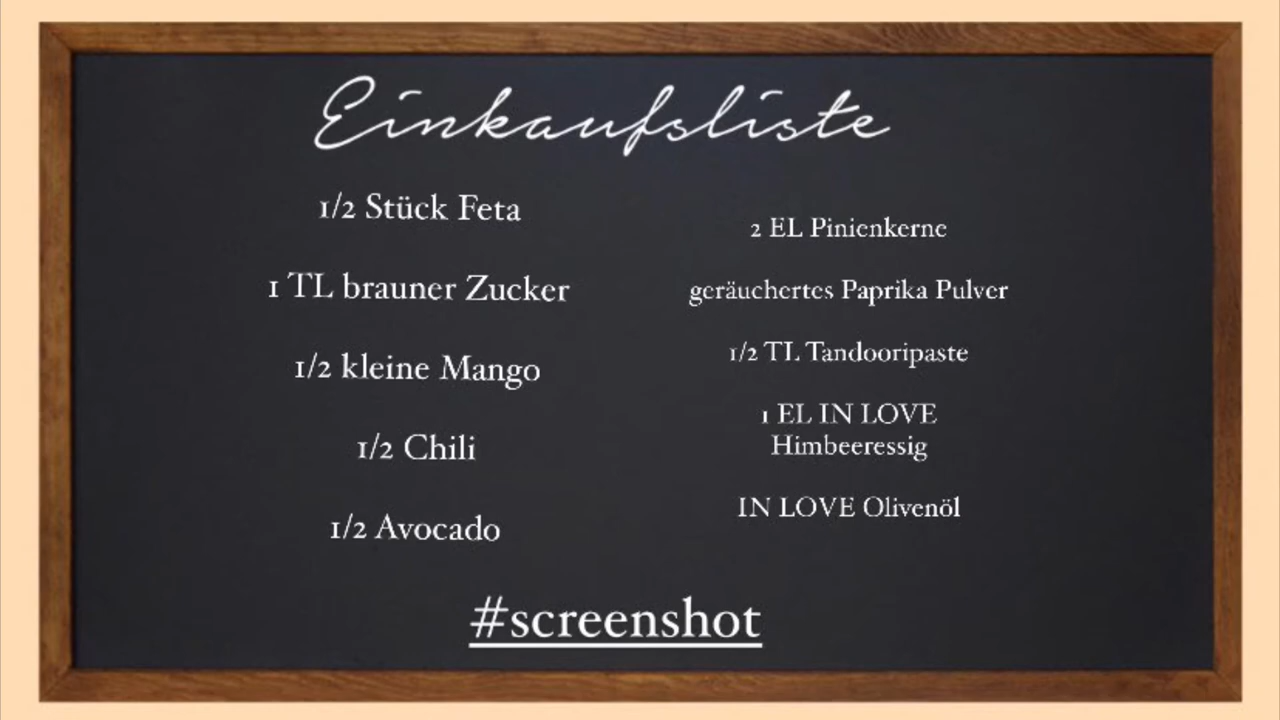 Einkaufsliste
1/2 Stück Feta
1 TL brauner Zucker
1/2 kleine Mango
1/2 Chili
1/2 Avocado
2 EL Pinienkerne
geräuchertes Paprika Pulver
1/2 TL Tandooripaste
1 EL IN LOVE
Himbeeressig
IN LOVE Olivenöl
#screenshot